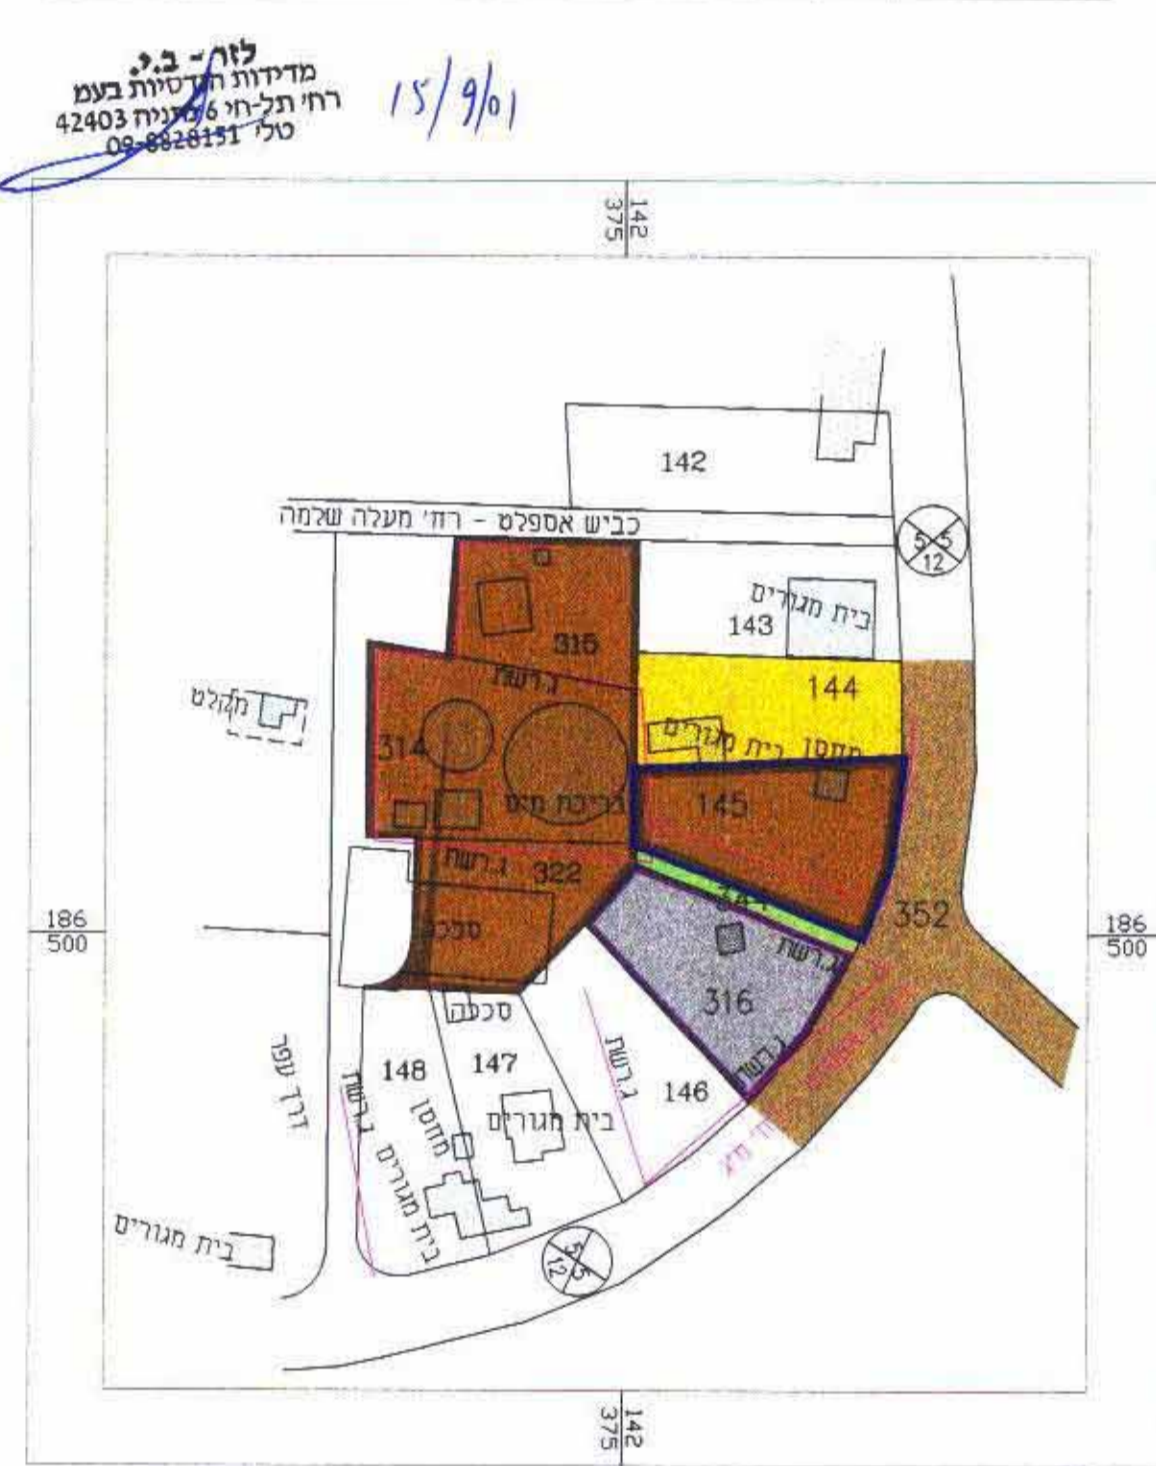 לזר - ב.י.
מדידות הנדסיות בעמ
רח' תל-חי 6 נתניה 42403
טלי 09-8828151
15/9/01
142
375
142
כביש אספלט - רח' מעלה שלמה
5 5
12
בית מגורים
143
315
144
ג.רשת
מקלט
314
בית מגורים
מחסן
145
בריכת מים
ג.רשת
322
352
186
500
186
500
סככה
ג.רשת
316
סככה
ג.רשת
דרך עפר
148
147
ג.רשת
146
ג.רשת
מחסן
בית מגורים
בית מגורים
בית מגורים
5 5
12
142
375